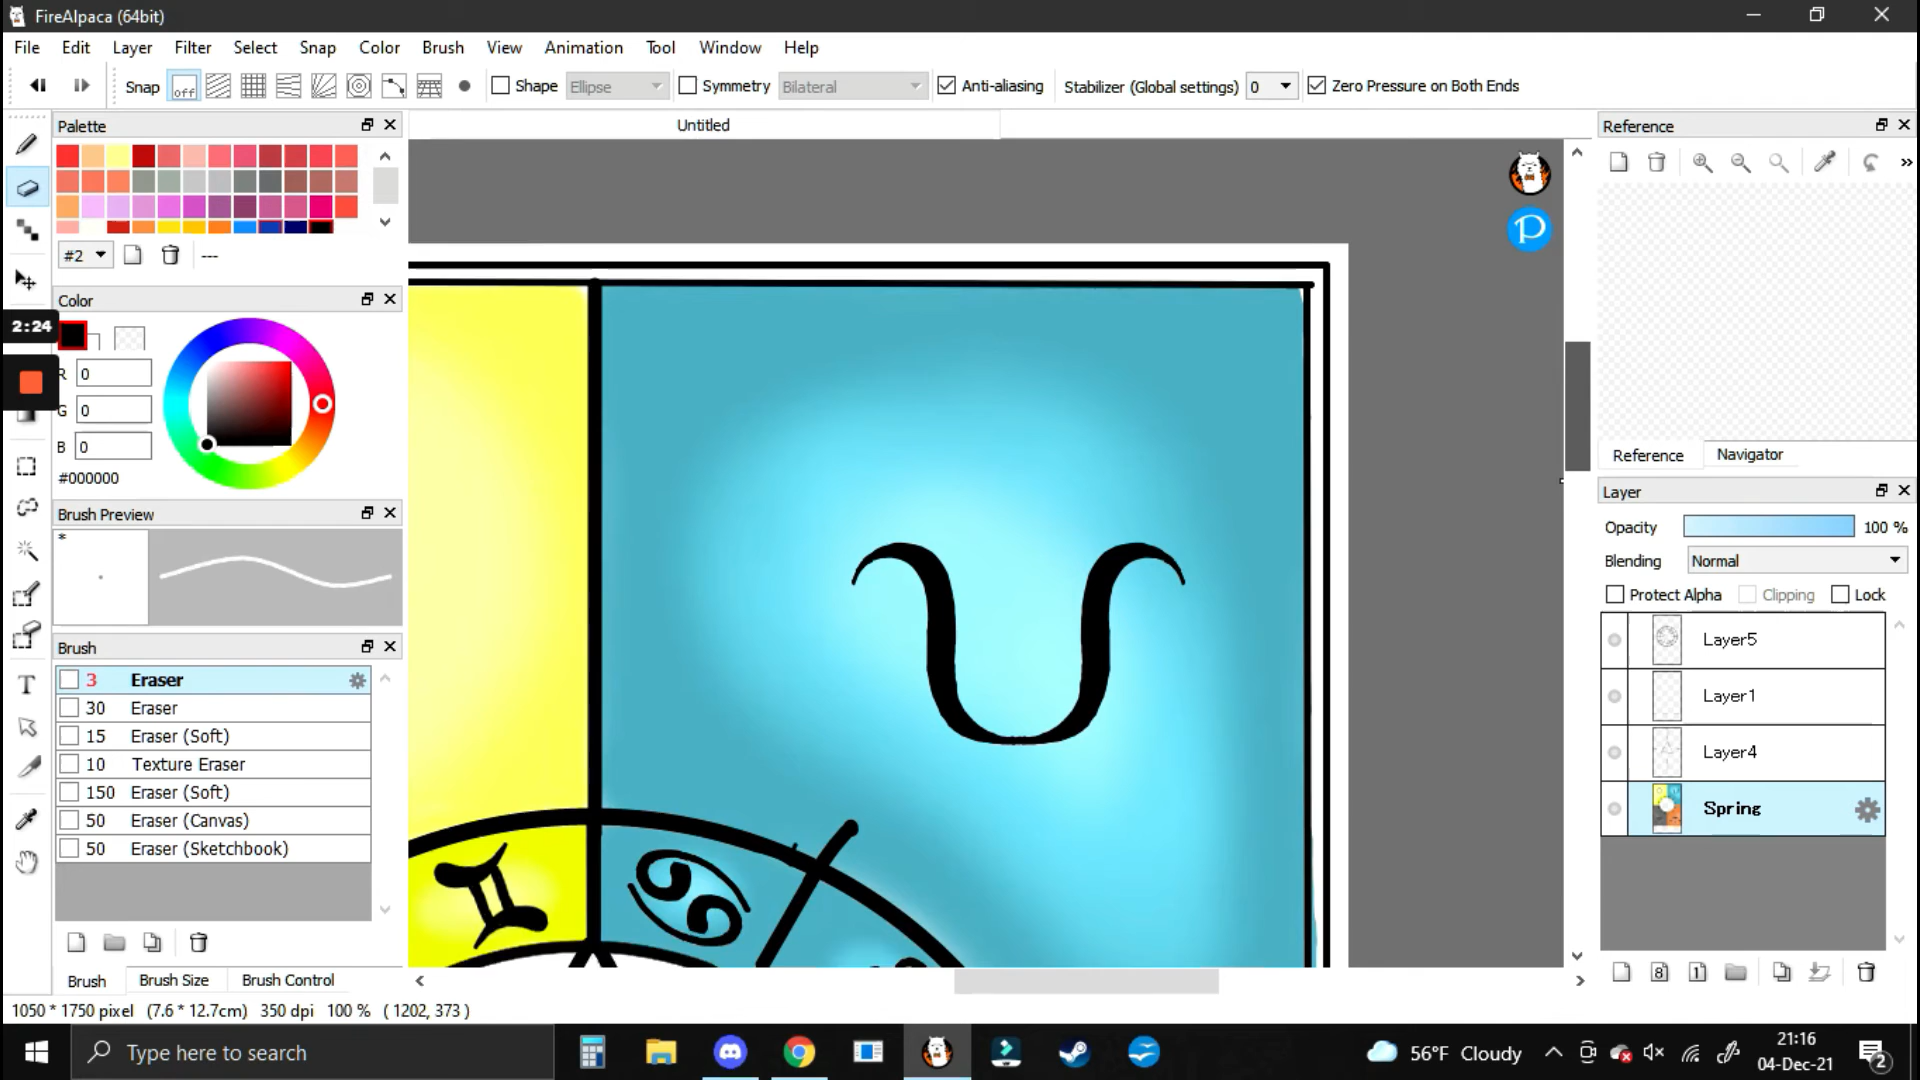 FireAlpaca (64bit)
File Edit Layer Filter Select Snap Color Brush View Animation Tool Window Help
Snap off Shape Ellipse Symmetry Bilateral Anti-aliasing Stabilizer (Global settings) 0 Zero Pressure on Both Ends
Palette
Untitled
Reference
#2 ---
Color
2:24
R 0
G 0
B 0
#000000
Reference Navigator
Layer
Opacity 100 %
Blending Normal
Protect Alpha Clipping Lock
Layer5
Layer1
Layer4
Spring
Brush Preview
*
Brush
3 Eraser
30 Eraser
15 Eraser (Soft)
10 Texture Eraser
150 Eraser (Soft)
50 Eraser (Canvas)
50 Eraser (Sketchbook)
Brush Brush Size Brush Control
1050 * 1750 pixel (7.6 * 12.7cm) 350 dpi 100 % ( 1202, 373 )
Type here to search
56°F Cloudy
21:16
04-Dec-21
2